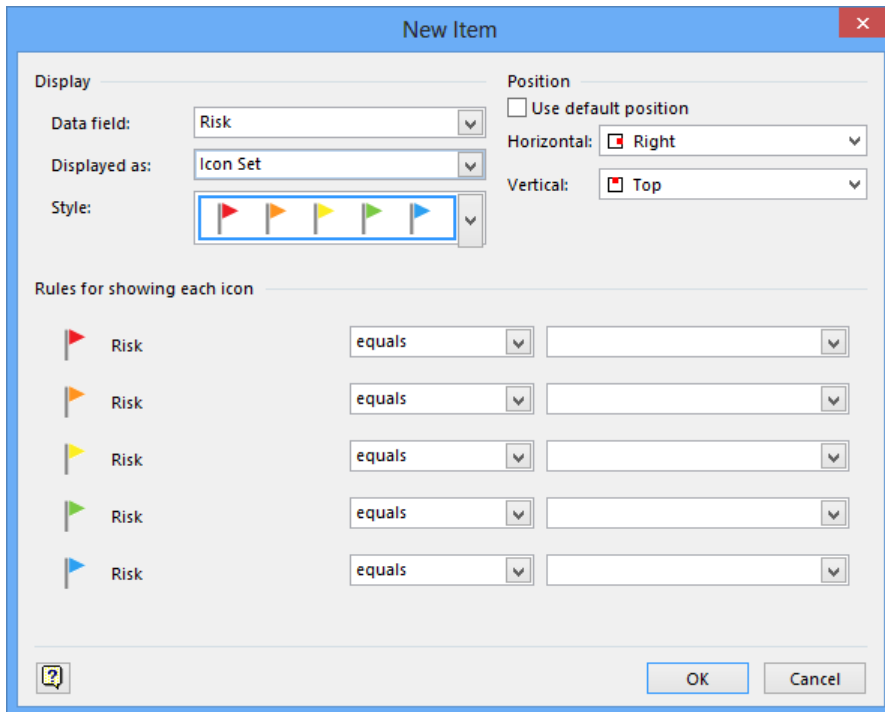 New Item
Display
Data field: Risk
Displayed as: Icon Set
Style:
Position
Use default position
Horizontal: Right
Vertical: Top
Rules for showing each icon
Risk equals
Risk equals
Risk equals
Risk equals
Risk equals
OK Cancel